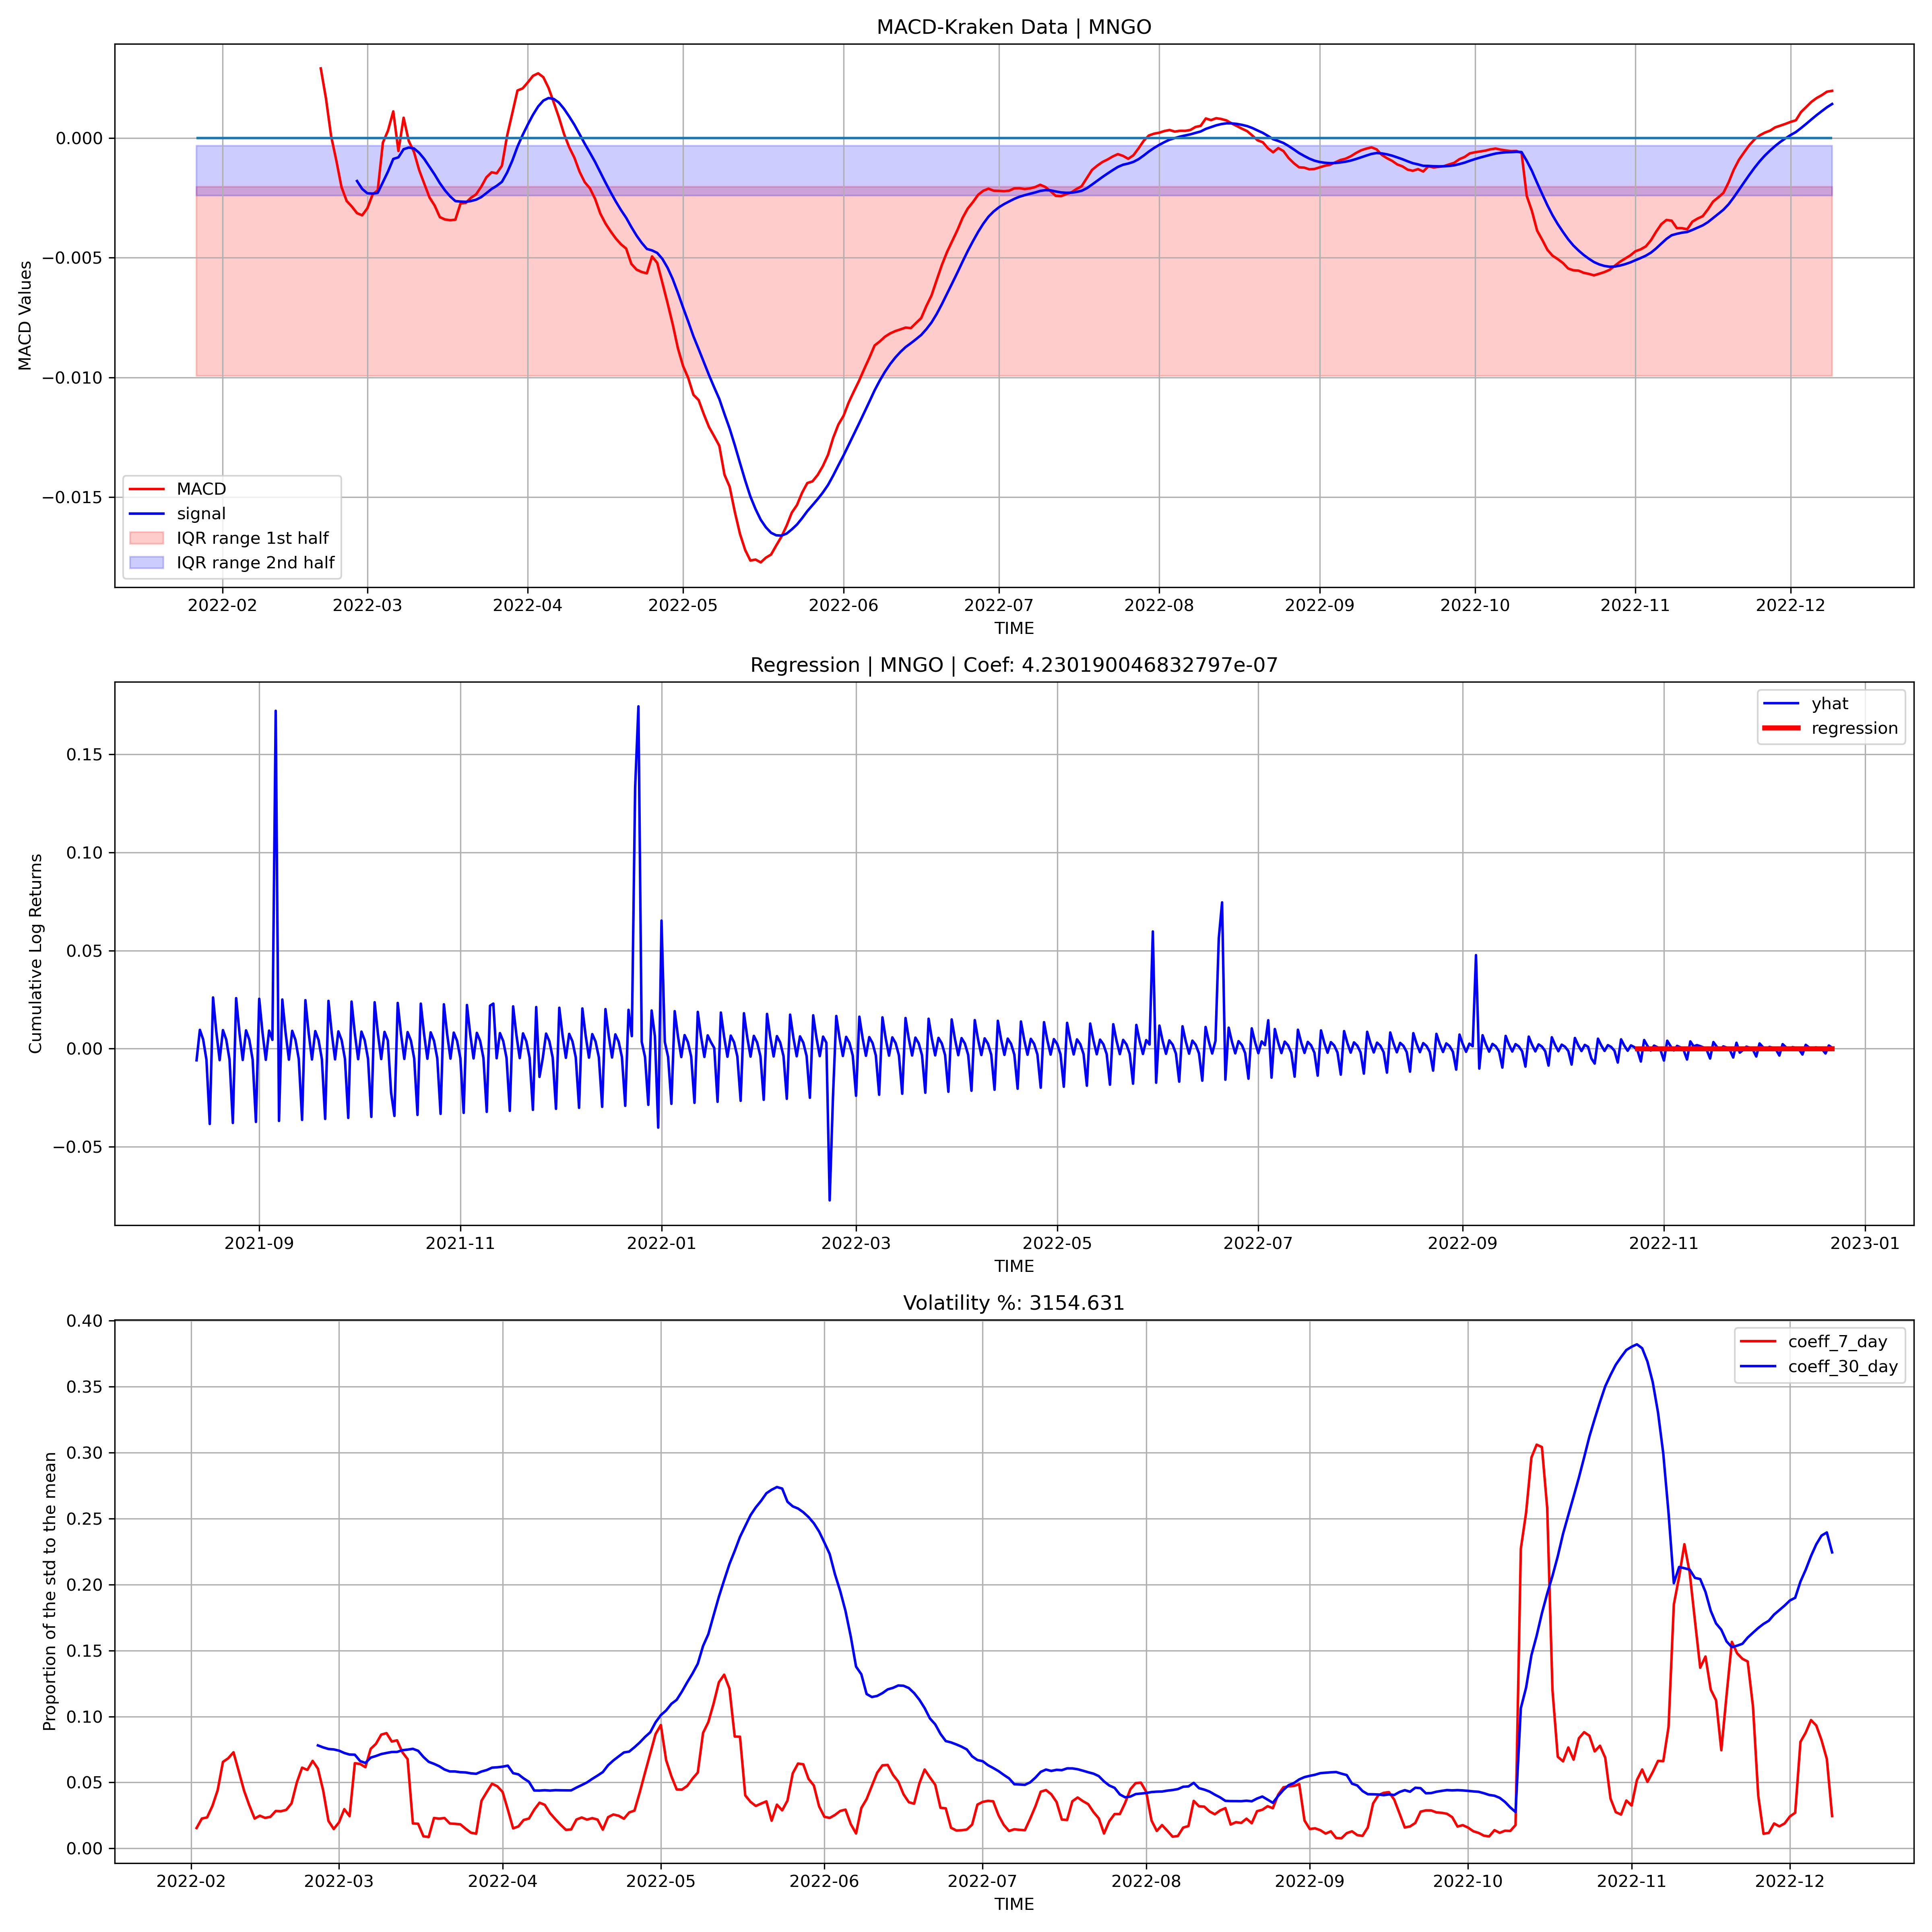 MACD-Kraken Data | MNGO
0.000
−0.005
−0.010
−0.015
MACD Values
MACD
signal
IQR range 1st half
IQR range 2nd half
2022-02 2022-03 2022-04 2022-05 2022-06 2022-07 2022-08 2022-09 2022-10 2022-11 2022-12
TIME
Regression | MNGO | Coef: 4.230190046832797e-07
yhat
regression
0.15
0.10
0.05
0.00
−0.05
Cumulative Log Returns
2021-09 2021-11 2022-01 2022-03 2022-05 2022-07 2022-09 2022-11 2023-01
TIME
Volatility %: 3154.631
coeff_7_day
coeff_30_day
0.40
0.35
0.30
0.25
0.20
0.15
0.10
0.05
0.00
Proportion of the std to the mean
2022-02 2022-03 2022-04 2022-05 2022-06 2022-07 2022-08 2022-09 2022-10 2022-11 2022-12
TIME